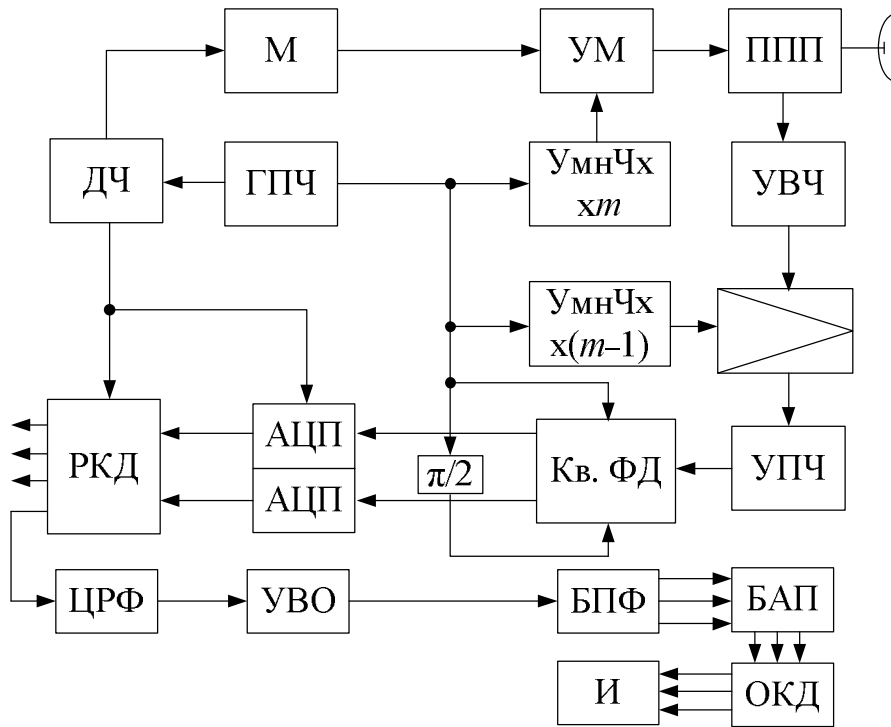 М
УМ
ППП
ДЧ
ГПЧ
УмнЧх
хm
УВЧ
УмнЧх
х(m–1)
РКД
АЦП
АЦП
π/2
Кв. ФД
УПЧ
ЦРФ
УВО
БПФ
БАП
И
ОКД